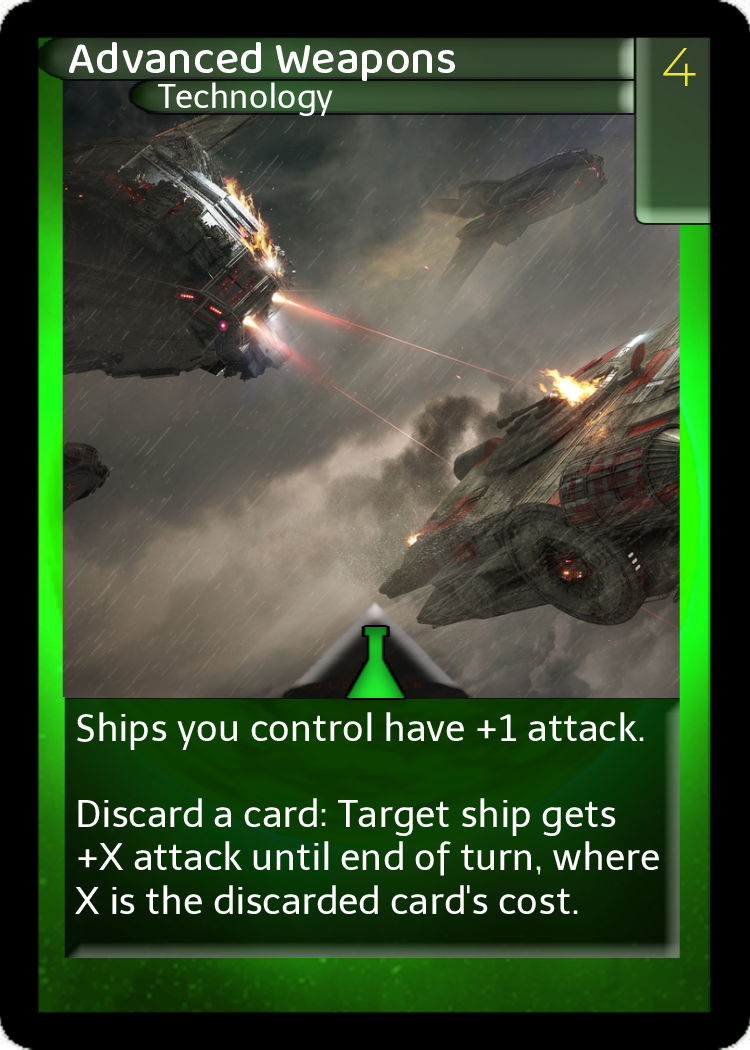 Advanced Weapons
4
Technology
Ships you control have +1 attack.
Discard a card: Target ship gets
+X attack until end of turn, where
X is the discarded card's cost.